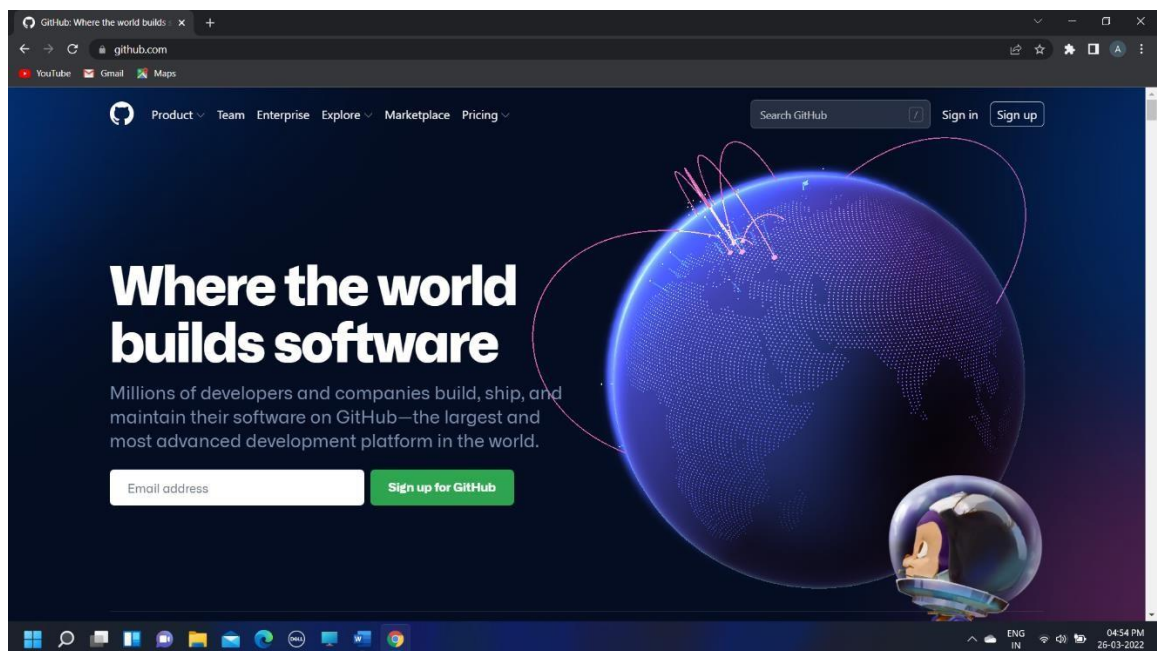 GitHub: Where the world builds s
github.com
YouTube Gmail Maps
Product Team Enterprise Explore Marketplace Pricing Search GitHub / Sign in Sign up
Where the world
builds software
Millions of developers and companies build, ship, and
maintain their software on GitHub—the largest and
most advanced development platform in the world.
Email address Sign up for GitHub
A
DELL
W
ENG
IN
04:54 PM
26-03-2022